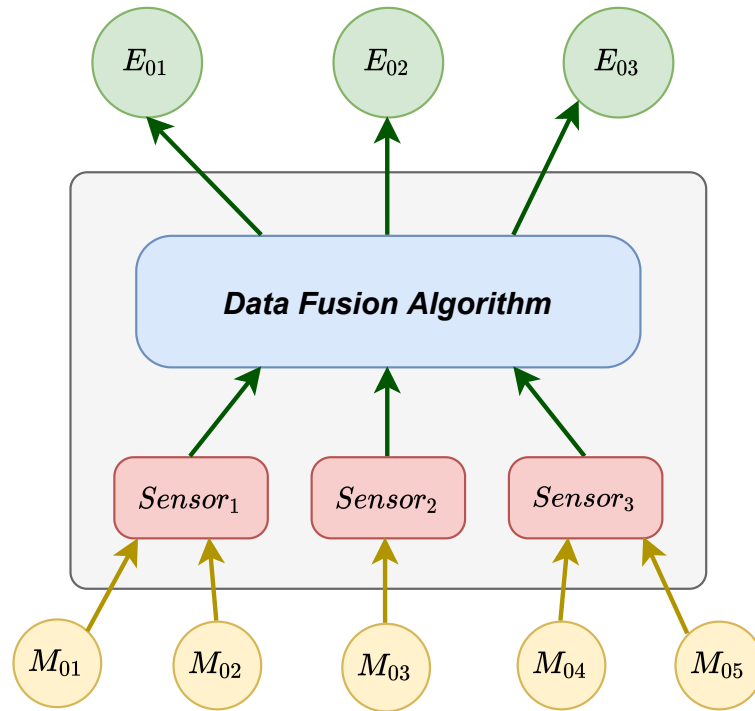 E₀₁ E₀₂ E₀₃
Data Fusion Algorithm
Sensor₁ Sensor₂ Sensor₃
M₀₁ M₀₂ M₀₃ M₀₄ M₀₅